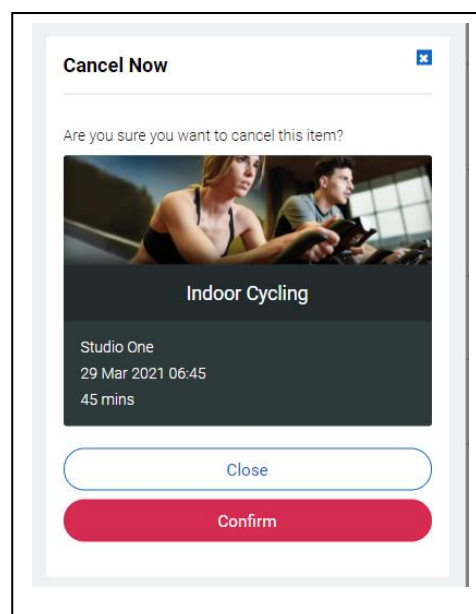 Cancel Now
Are you sure you want to cancel this item?
Indoor Cycling
Studio One
29 Mar 2021 06:45
45 mins
Close
Confirm